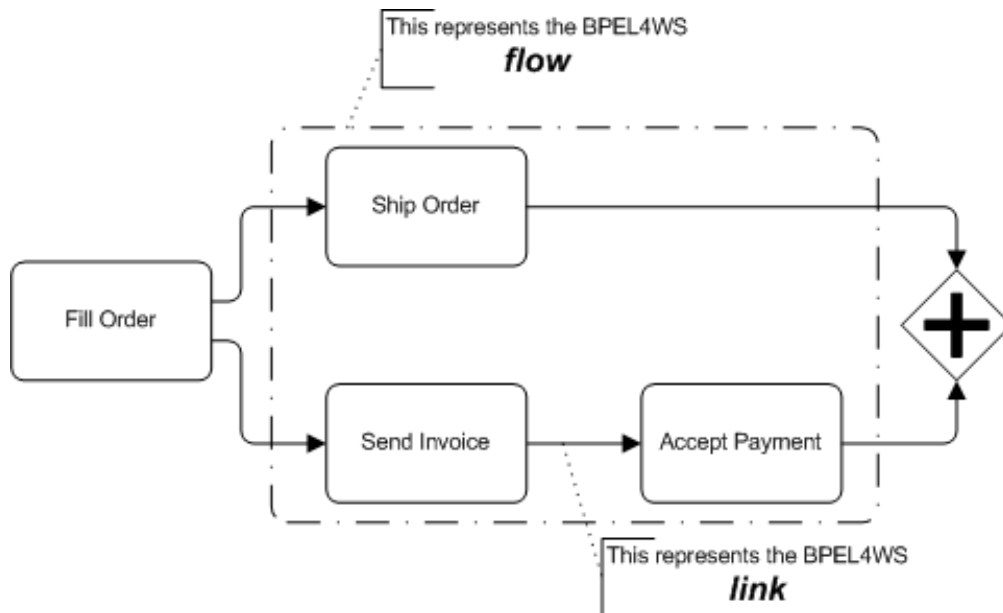 This represents the BPEL4WS
flow
Ship Order
Fill Order
Send Invoice
Accept Payment
This represents the BPEL4WS
link